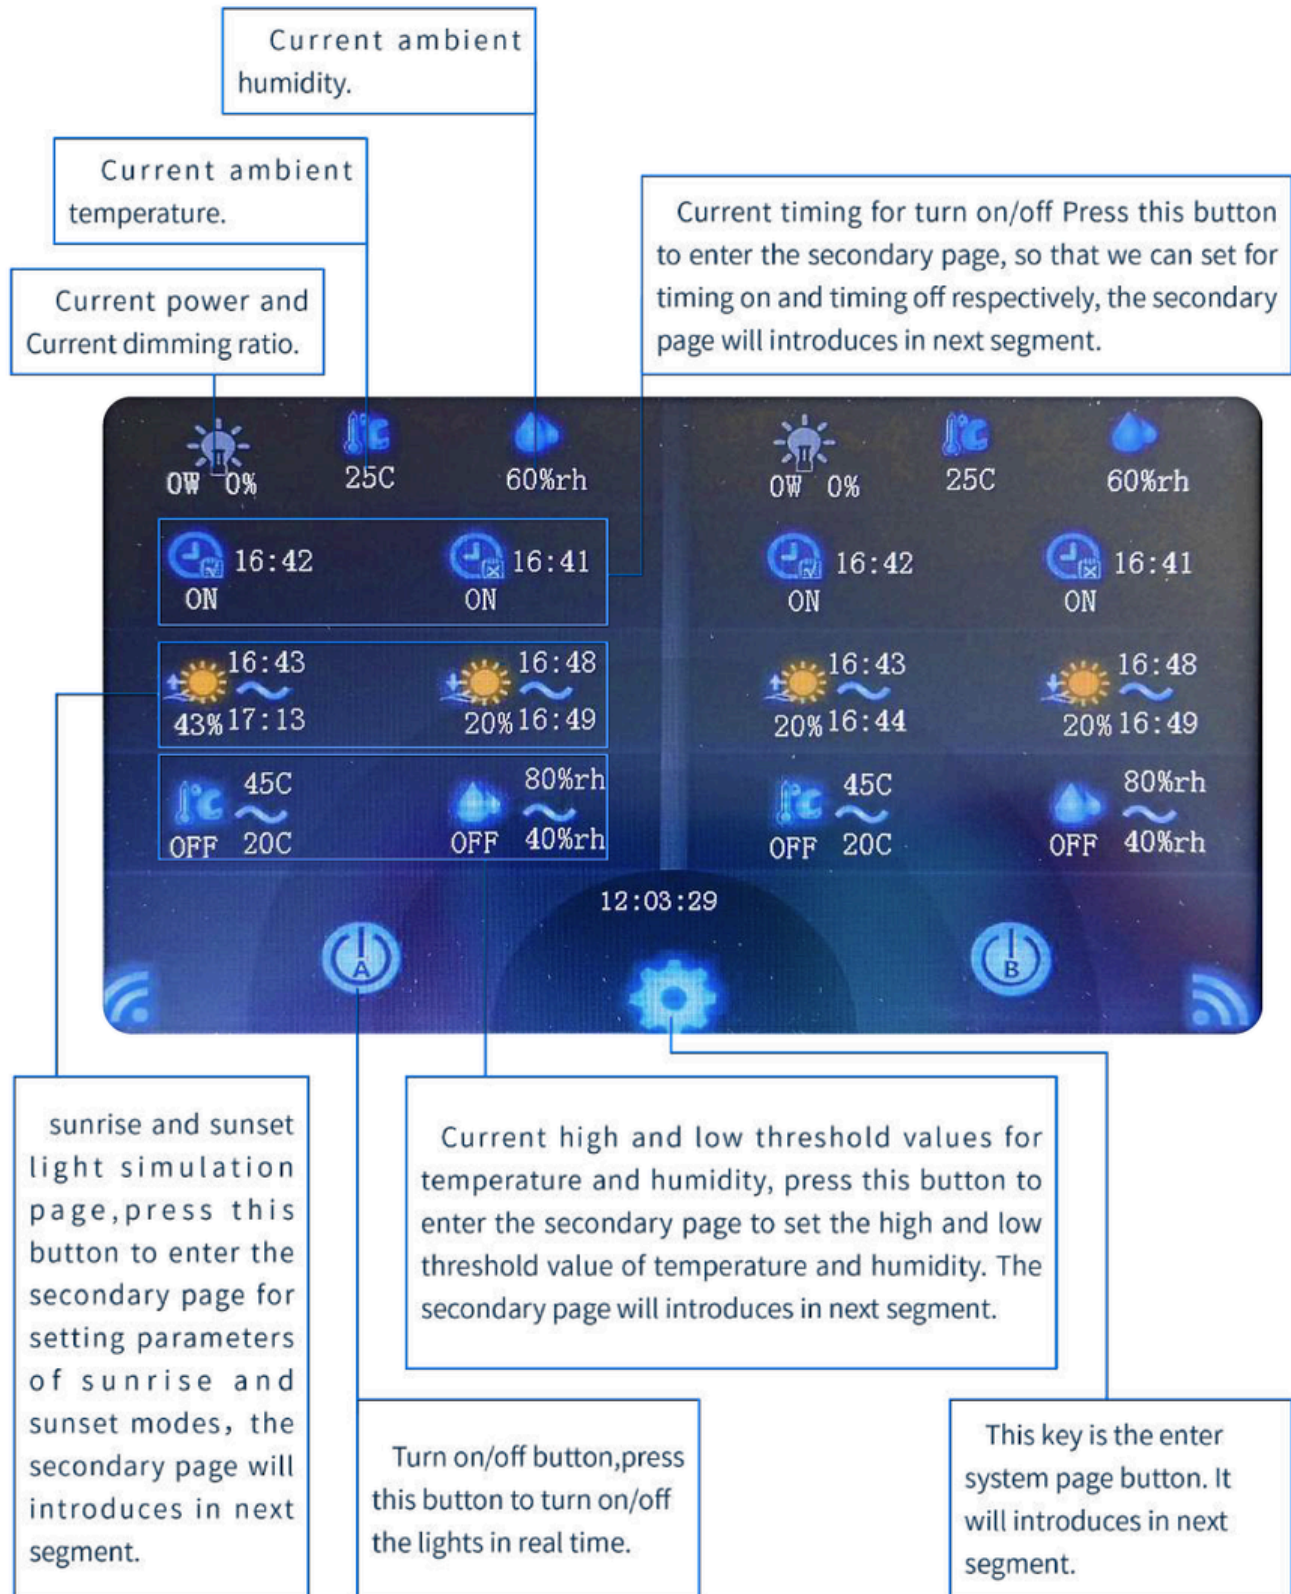 Current ambient
humidity.
Current ambient
temperature.
Current timing for turn on/off Press this button
to enter the secondary page, so that we can set for
timing on and timing off respectively, the secondary
page will introduces in next segment.
Current power and
Current dimming ratio.
0W 0% 25C 60%rh 0W 0% 25C 60%rh
16:42 16:41 16:42 16:41
ON ON ON ON
16:43 16:48 16:43 16:48
43% 17:13 20% 16:49 20% 16:44 20% 16:49
45C 80%rh 45C 80%rh
OFF 20C OFF 40%rh OFF 20C OFF 40%rh
12:03:29
A B
sunrise and sunset
light simulation
page,press this
button to enter the
secondary page for
setting parameters
of sunrise and
sunset modes, the
secondary page will
introduces in next
segment.
Current high and low threshold values for
temperature and humidity, press this button to
enter the secondary page to set the high and low
threshold value of temperature and humidity. The
secondary page will introduces in next segment.
Turn on/off button,press
this button to turn on/off
the lights in real time.
This key is the enter
system page button. It
will introduces in next
segment.